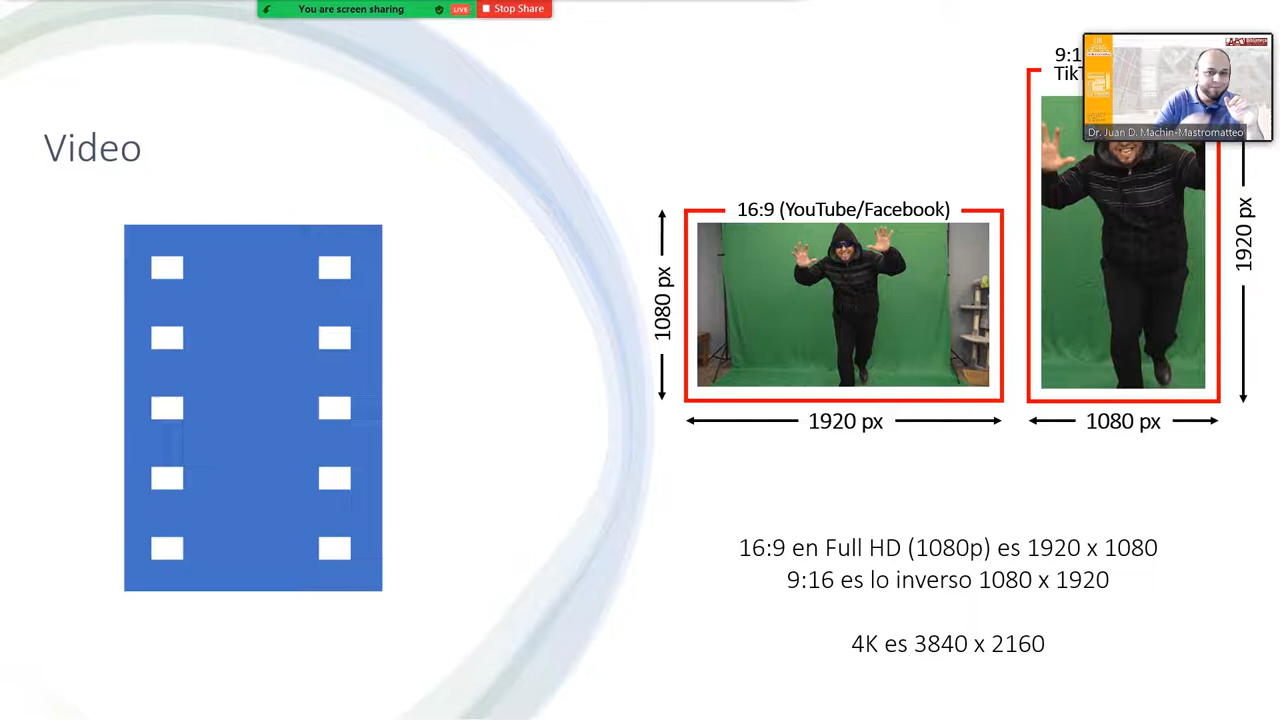 You are screen sharing
LIVE
Stop Share
Video
16:9 (YouTube/Facebook)
1080 px
1920 px
1920 px
1080 px
Dr. Juan D. Machin-Mastromatteo
16:9 en Full HD (1080p) es 1920 x 1080
9:16 es lo inverso 1080 x 1920
4K es 3840 x 2160